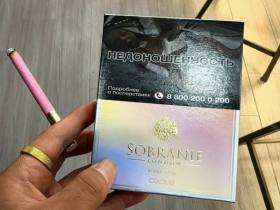 НЕДОНОШЕННОСТЬ
Подробнее
о последствиях
8 800 200 0 200
SOBRANIE
LONDON